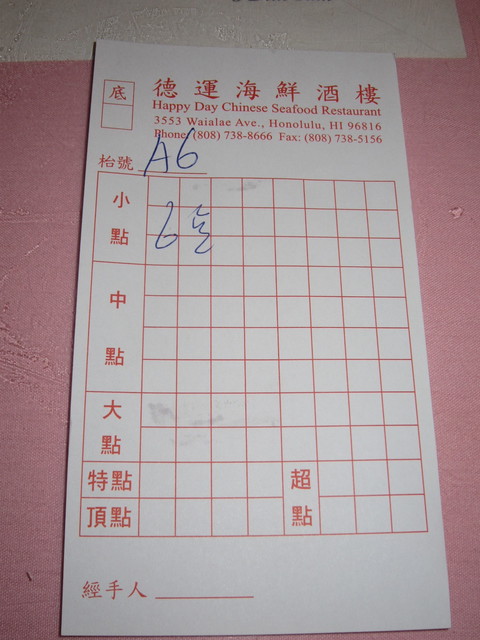 底
德運海鮮酒樓
Happy Day Chinese Seafood Restaurant
3553 Waialae Ave., Honolulu, HI 96816
Phone: (808) 738-8666 Fax: (808) 738-5156
枱號 A6
小點
6
中點
大點
特點
超點
頂點
經手人